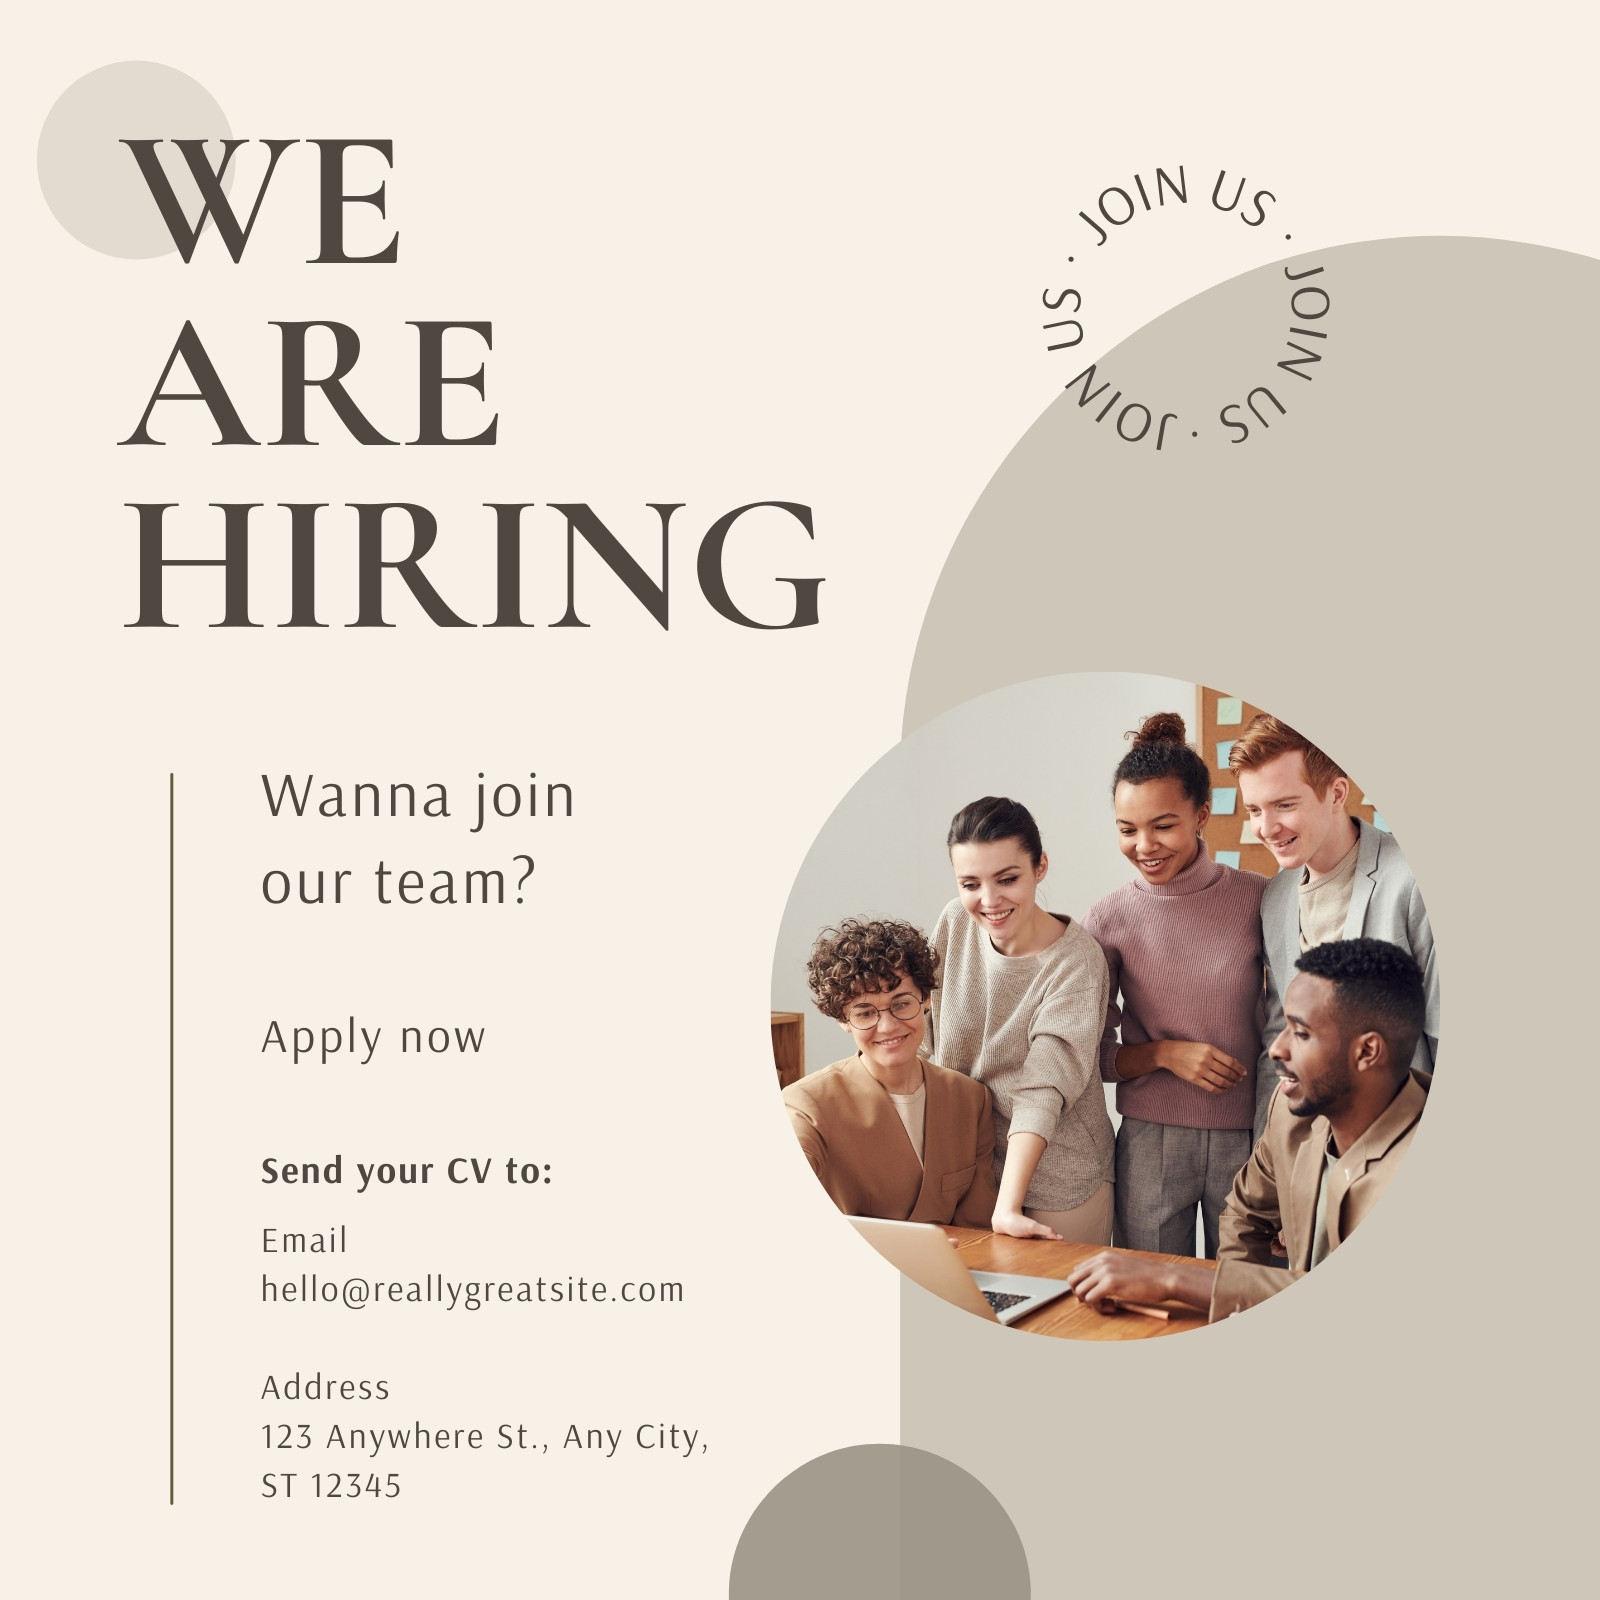 WE
ARE
HIRING
JOIN US · JOIN US · JOIN US ·
Wanna join
our team?
Apply now
Send your CV to:
Email
hello@reallygreatsite.com
Address
123 Anywhere St., Any City,
ST 12345